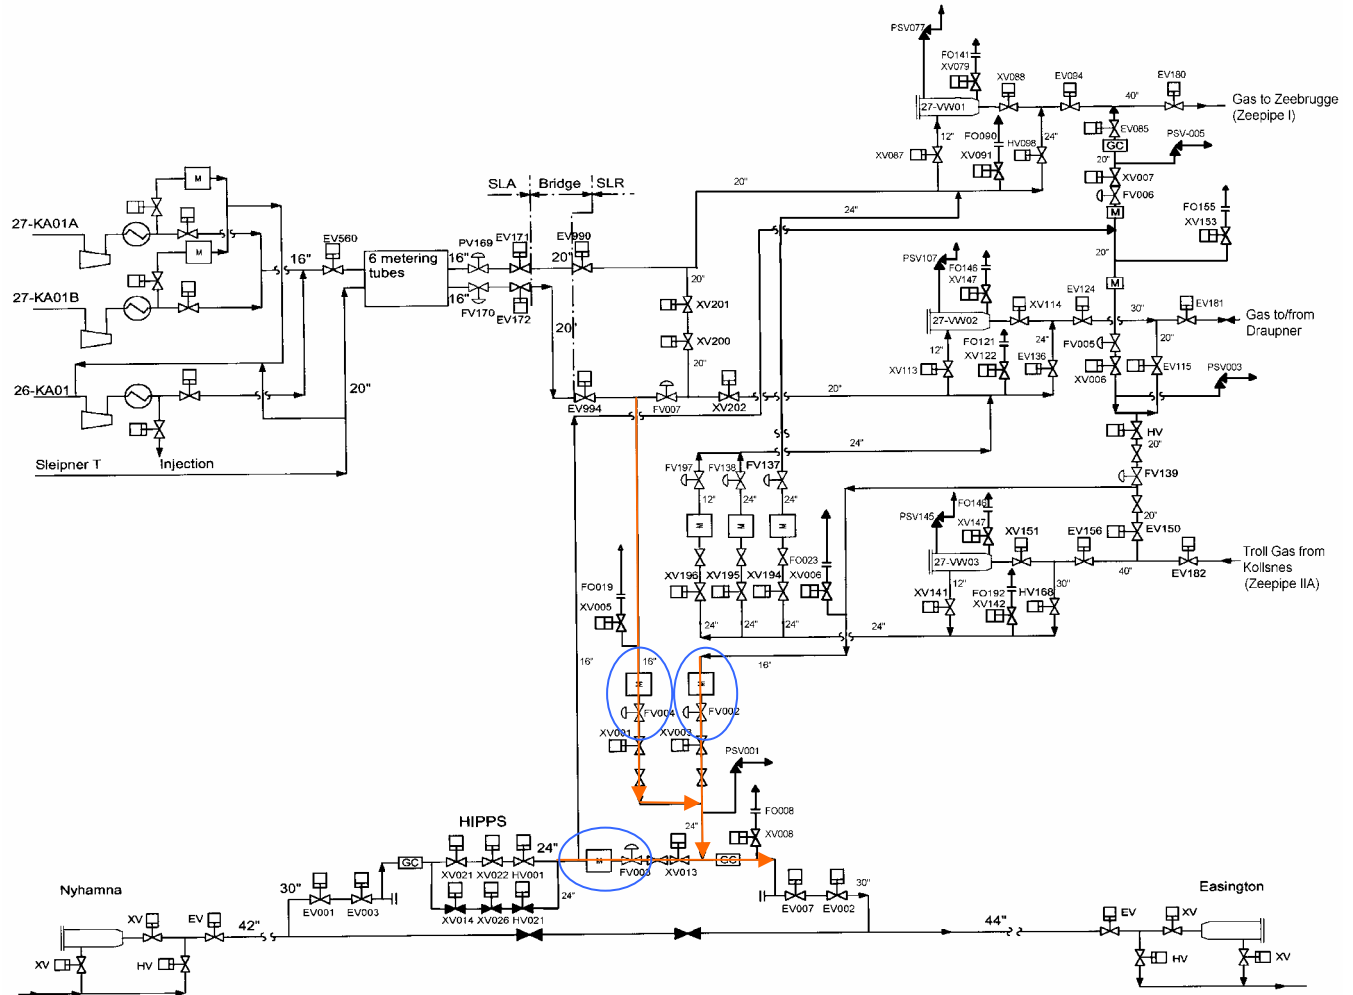 PSV077
FO141
XV079
XV088
EV094
EV180
40"
27-VW01
Gas to Zeebrugge
(Zeepipe I)
12"
FO090
24"
EV085
PSV-005
XV087
XV091
HV098
GC
20"
XV007
FV006
M
FO155
XV153
20"
SLA
Bridge
SLR
20"
24"
M
27-KA01A
M
EV560
PV169
EV171
EV990
16"
6 metering
tubes
16"
20"
16"
FV170
EV172
27-KA01B
20"
20"
XV201
XV200
20"
PSV107
FO146
XV147
XV114
EV124
M
30"
EV181
27-VW02
Gas to/from
Draupner
12"
FO121
24"
FV005
20"
XV113
XV122
EV136
XV006
EV115
PSV003
26-KA01
20"
EV994
FV007
XV202
20"
Sleipner T
Injection
24"
HV
20"
FV139
FV197
FV138
FV137
12"
24"
24"
M
M
M
PSV145
FO146
XV147
XV151
EV156
20"
EV150
27-VW03
40"
EV182
Troll Gas from
Kollsnes
(Zeepipe IIA)
XV196
XV195
XV194
FO023
XV006
12"
FO192
30"
XV141
XV142
HV168
24"
24"
24"
24"
FO019
XV005
16"
16"
16"
FV004
FV002
XV001
XV003
PSV001
24"
FO008
XV008
HIPPS
24"
GC
XV021
XV022
HV001
M
FV003
XV013
GC
24"
XV014
XV026
HV021
Nyhamna
30"
EV001
EV003
EV007
EV002
30"
Easington
XV
EV
42"
44"
EV
XV
XV
HV
HV
XV